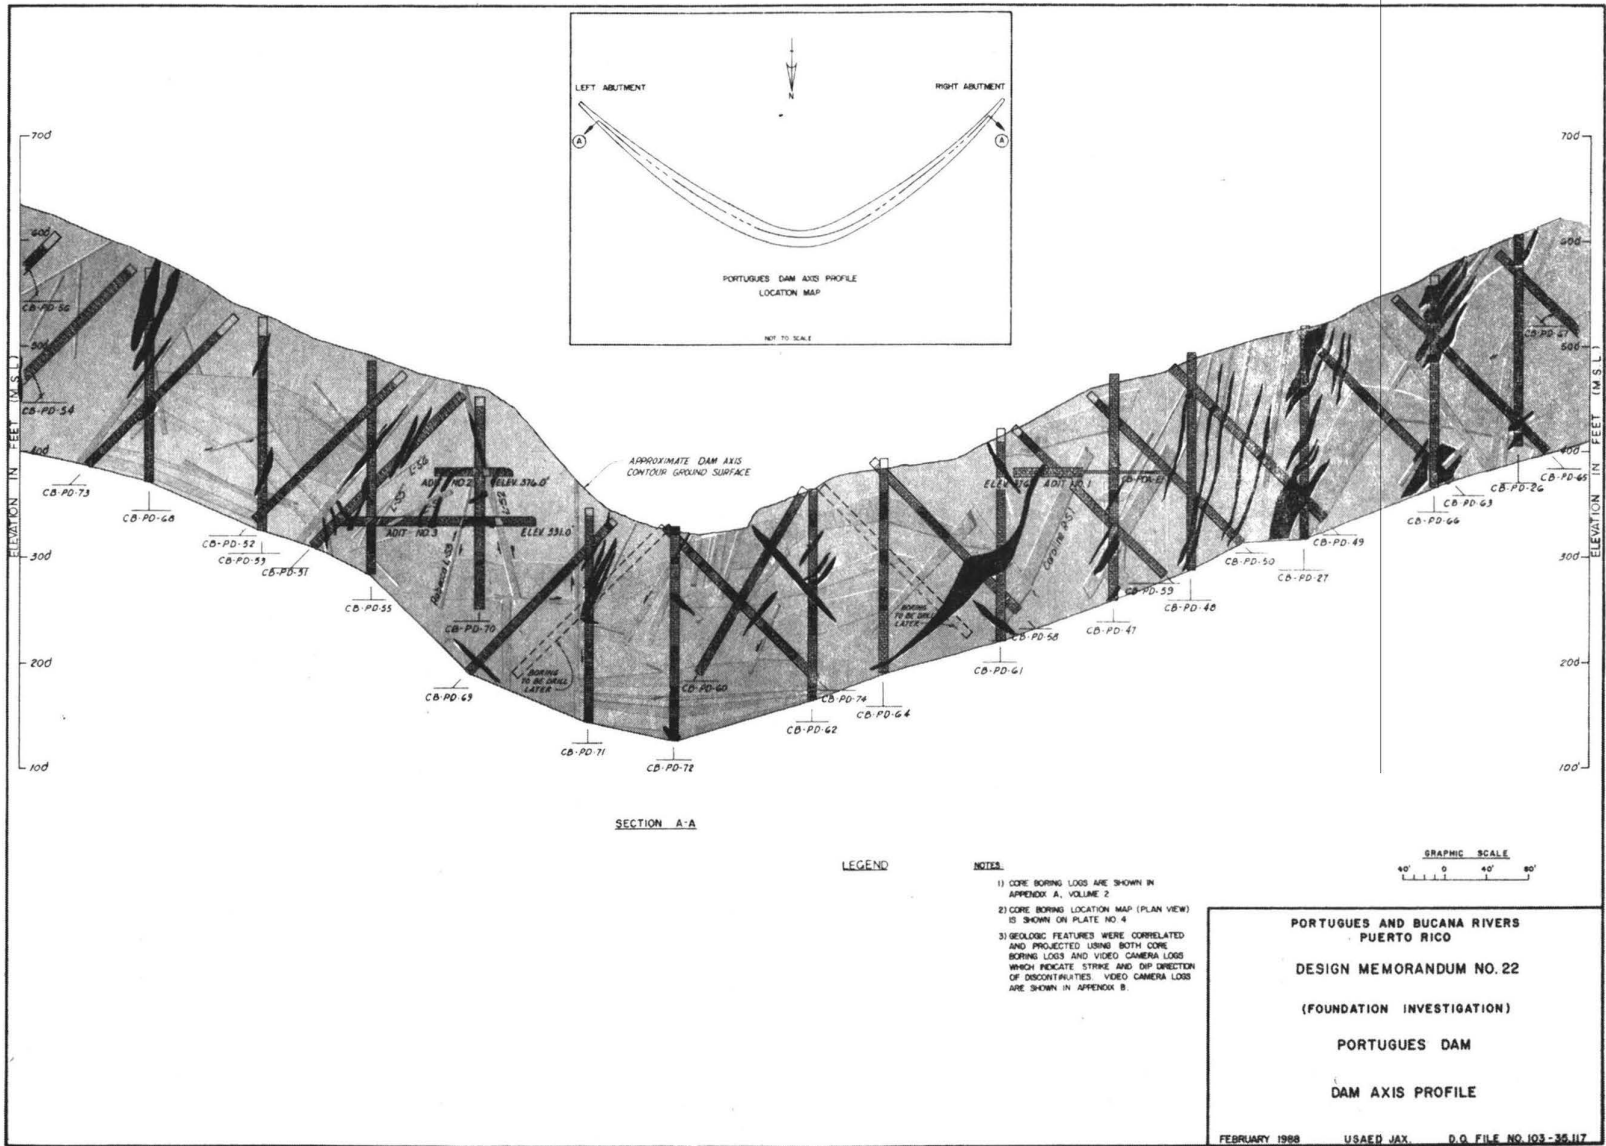 LEFT ABUTMENT
RIGHT ABUTMENT
N
A
A
PORTUGUES DAM AXIS PROFILE
LOCATION MAP
NOT TO SCALE
700'
600'
500'
400'
300'
200'
100'
ELEVATION IN FEET (M.S.L.)
700'
600'
500'
400'
300'
200'
100'
ELEVATION IN FEET (M.S.L.)
APPROXIMATE DAM AXIS
CONTOUR GROUND SURFACE
CB-PD-56
CB-PD-54
CB-PD-73
CB-PD-68
CB-PD-52
CB-PD-53
CB-PD-51
CB-PD-55
ADIT NO.2
ELEV. 376.0'
ADIT NO.3
ELEV. 331.0'
CB-PD-70
CB-PD-69
BORING
TO BE DRILL
LATER
CB-PD-71
CB-PD-72
CB-PD-60
CB-PD-62
CB-PD-74
CB-PD-64
BORING
TO BE DRILL
LATER
ADIT NO.1
CB-PD-58
CB-PD-61
CB-PD-47
CB-PD-59
CB-PD-48
CB-PD-50
CB-PD-27
CB-PD-49
CB-PD-66
CB-PD-63
CB-PD-26
CB-PD-65
CB-PD-67
SECTION A-A
LEGEND
NOTES:
1) CORE BORING LOGS ARE SHOWN IN
APPENDIX A, VOLUME 2
2) CORE BORING LOCATION MAP (PLAN VIEW)
IS SHOWN ON PLATE NO. 4
3) GEOLOGIC FEATURES WERE CORRELATED
AND PROJECTED USING BOTH CORE
BORING LOGS AND VIDEO CAMERA LOGS
WHICH INDICATE STRIKE AND DIP DIRECTION
OF DISCONTINUITIES. VIDEO CAMERA LOGS
ARE SHOWN IN APPENDIX B.
GRAPHIC SCALE
40' 0 40' 80'
PORTUGUES AND BUCANA RIVERS
PUERTO RICO
DESIGN MEMORANDUM NO. 22
(FOUNDATION INVESTIGATION)
PORTUGUES DAM
DAM AXIS PROFILE
FEBRUARY 1988 USAED JAX. D.O. FILE NO. 103-35,117